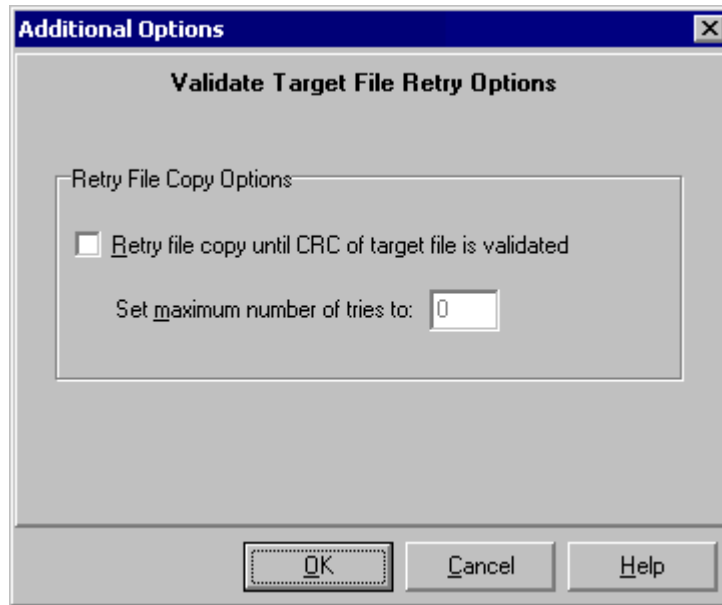 Additional Options
Validate Target File Retry Options
Retry File Copy Options
Retry file copy until CRC of target file is validated
Set maximum number of tries to: 0
OK Cancel Help